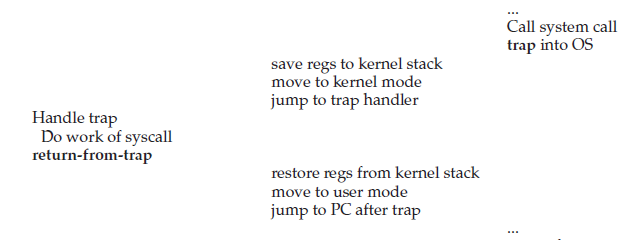 ...
Call system call
trap into OS
save regs to kernel stack
move to kernel mode
jump to trap handler
Handle trap
Do work of syscall
return-from-trap
restore regs from kernel stack
move to user mode
jump to PC after trap
...